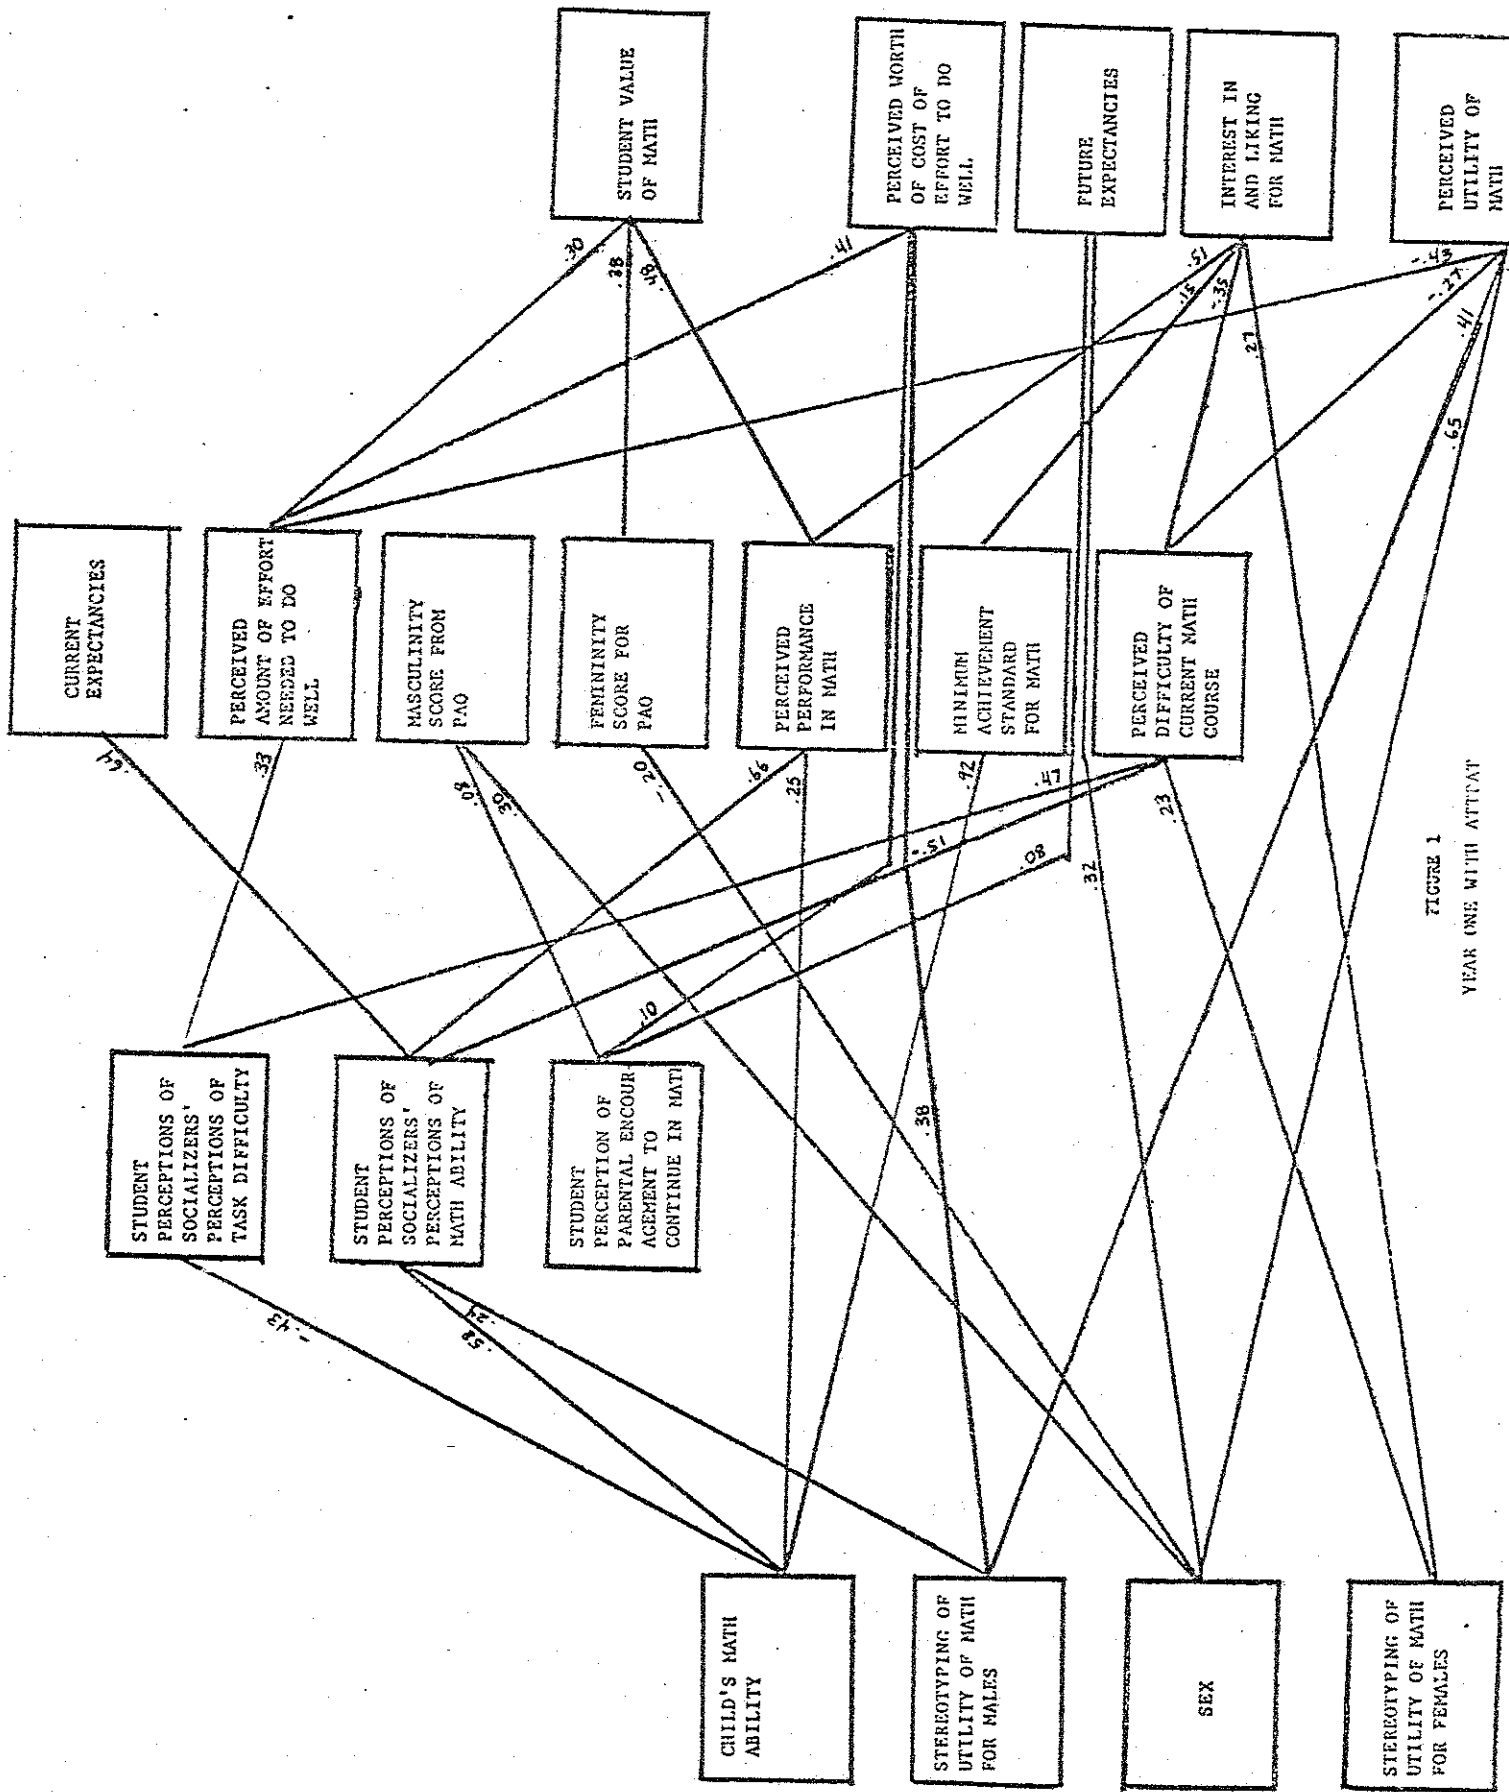 CHILD'S MATH
ABILITY
STEREOTYPING OF
UTILITY OF MATH
FOR MALES
SEX
STEREOTYPING OF
UTILITY OF MATH
FOR FEMALES
-.43
.58
STUDENT
PERCEPTIONS OF
SOCIALIZERS'
PERCEPTIONS OF
TASK DIFFICULTY
STUDENT
PERCEPTIONS OF
SOCIALIZERS'
PERCEPTIONS OF
MATH ABILITY
STUDENT
PERCEPTION OF
PARENTAL ENCOUR
AGEMENT TO
CONTINUE IN MATH
.38
.10
.64
.33
.08
.30
-.20
.66
.25
.92
.47
-.15
.80
.32
.23
CURRENT
EXPECTANCIES
PERCEIVED
AMOUNT OF EFFORT
NEEDED TO DO
WELL
MASCULINITY
SCORE FROM
PAQ
FEMININITY
SCORE FOR
PAQ
PERCEIVED
PERFORMANCE
IN MATH
MINIMUM
ACHIEVEMENT
STANDARD
FOR MATH
PERCEIVED
DIFFICULTY OF
CURRENT MATH
COURSE
.30
.48
.41
.51
.15
-.35
.27
-.43
-.27
.41
.65
STUDENT VALUE
OF MATH
PERCEIVED WORTH
OF COST OF
EFFORT TO DO
WELL
FUTURE
EXPECTANCIES
INTEREST IN
AND LIKING
FOR MATH
PERCEIVED
UTILITY OF
MATH
FIGURE 1
YEAR ONE WITH